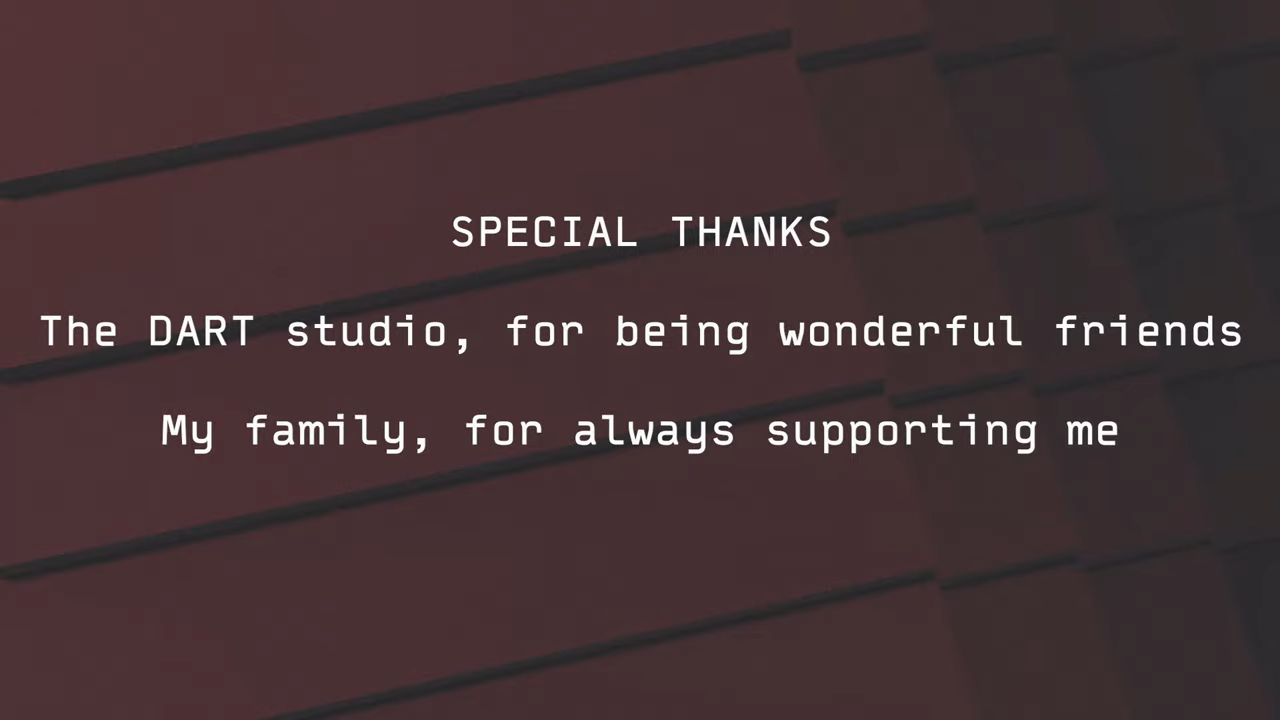 SPECIAL THANKS
The DART studio, for being wonderful friends
My family, for always supporting me